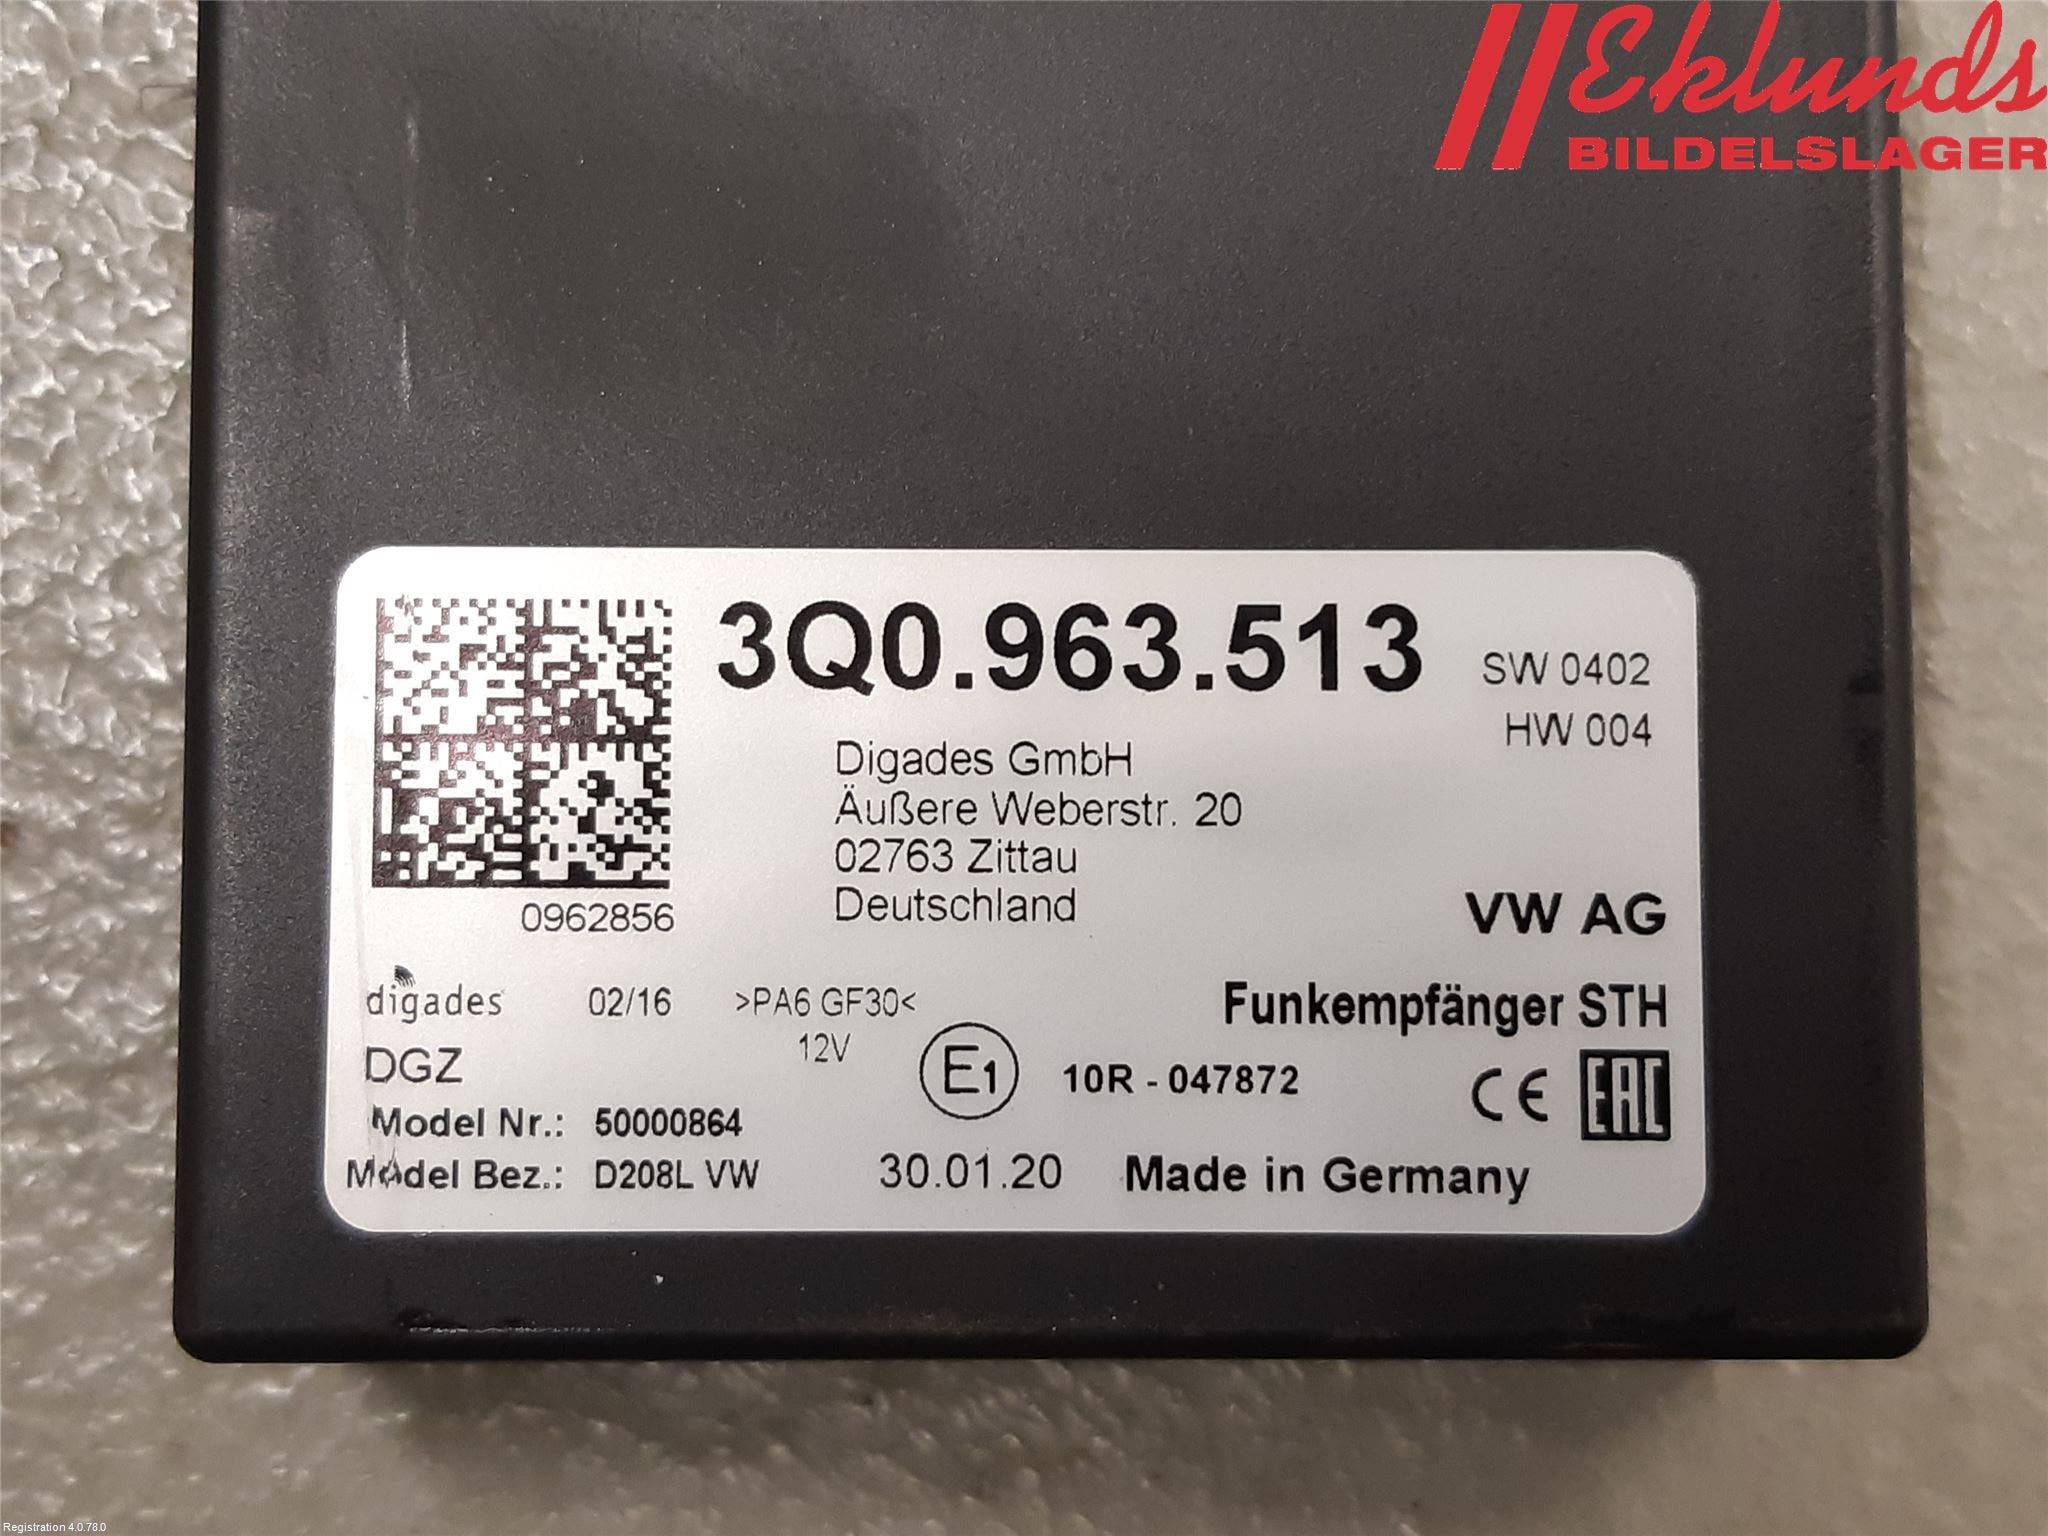 Eklunds
BILDELSLAGER
3Q0.963.513
SW 0402
HW 004
Digades GmbH
Äußere Weberstr. 20
02763 Zittau
Deutschland
0962856
VW AG
digades 02/16 >PA6 GF30<
12V
Funkempfänger STH
DGZ
E1 10R - 047872
CE EAC
Model Nr.: 50000864
Model Bez.: D208L VW
30.01.20 Made in Germany
Registration 4.0.78.0